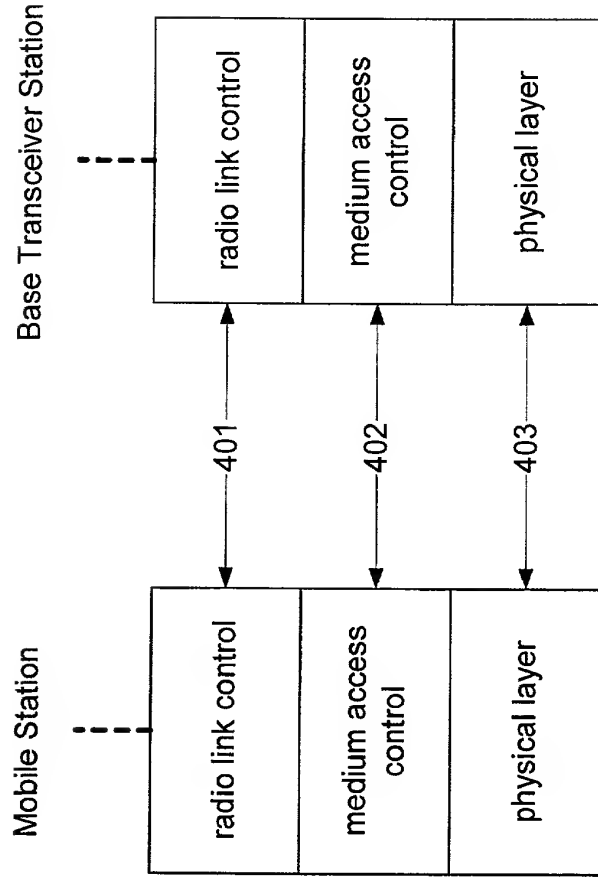 Mobile Station
Base Transceiver Station
radio link control
401
radio link control
medium access
control
402
medium access
control
physical layer
403
physical layer